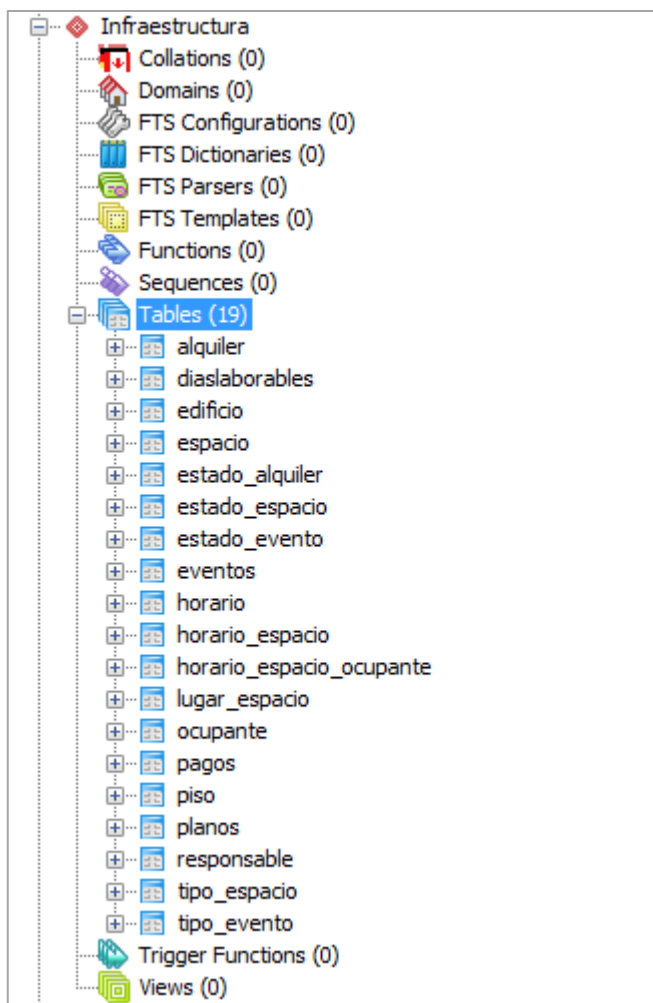 Infraestructura
Collations (0)
Domains (0)
FTS Configurations (0)
FTS Dictionaries (0)
FTS Parsers (0)
FTS Templates (0)
Functions (0)
Sequences (0)
Tables (19)
alquiler
diaslaborables
edificio
espacio
estado_alquiler
estado_espacio
estado_evento
eventos
horario
horario_espacio
horario_espacio_ocupante
lugar_espacio
ocupante
pagos
piso
planos
responsable
tipo_espacio
tipo_evento
Trigger Functions (0)
Views (0)